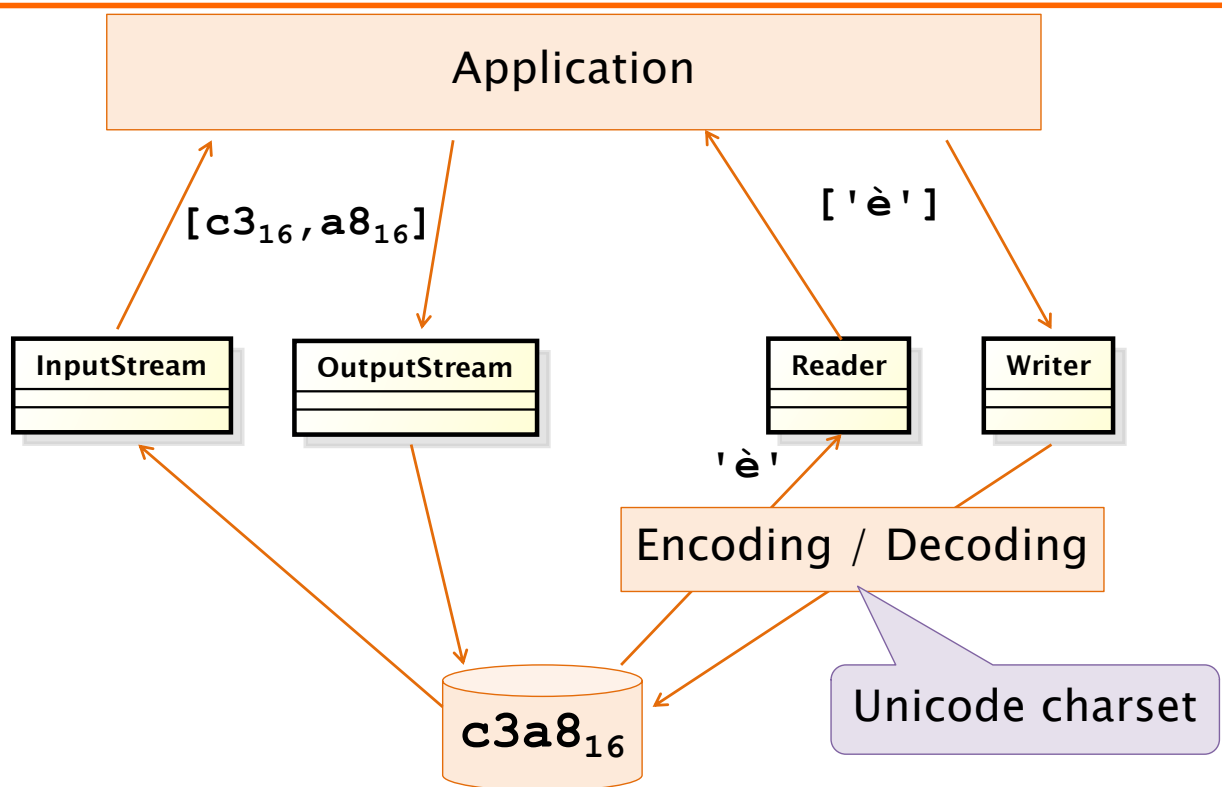 Application
[c3₁₆,a8₁₆]
['è']
InputStream
OutputStream
Reader
Writer
'è'
Encoding / Decoding
Unicode charset
c3a8₁₆